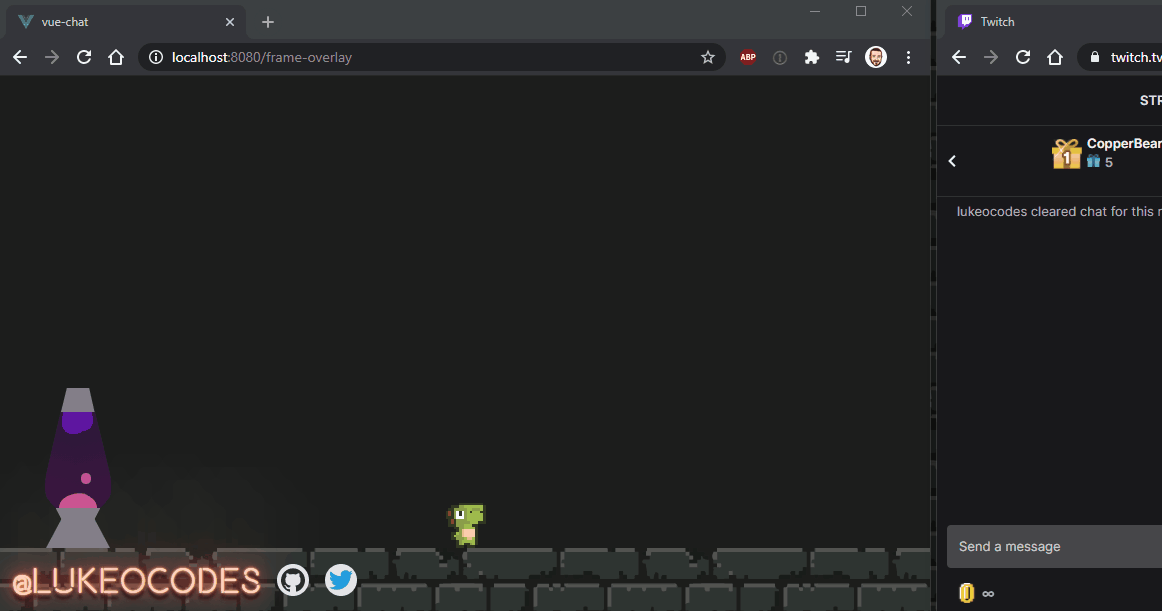 vue-chat
localhost:8080/frame-overlay
ABP
Twitch
twitch.tv
STR
1
CopperBear
5
lukeocodes cleared chat for this r
Send a message
∞
@LUKEOCODES